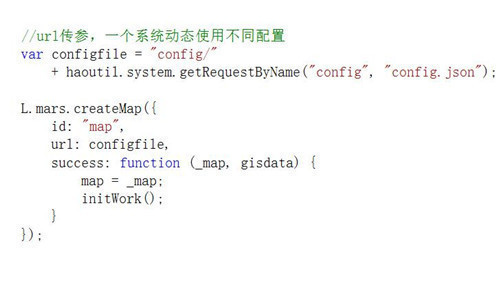 //url传参，一个系统动态使用不同配置
var configfile = "config/"
    + haoutil.system.getRequestByName("config", "config.json");

L.mars.createMap({
    id: "map",
    url: configfile,
    success: function (_map, gisdata) {
        map = _map;
        initWork();
    }
});